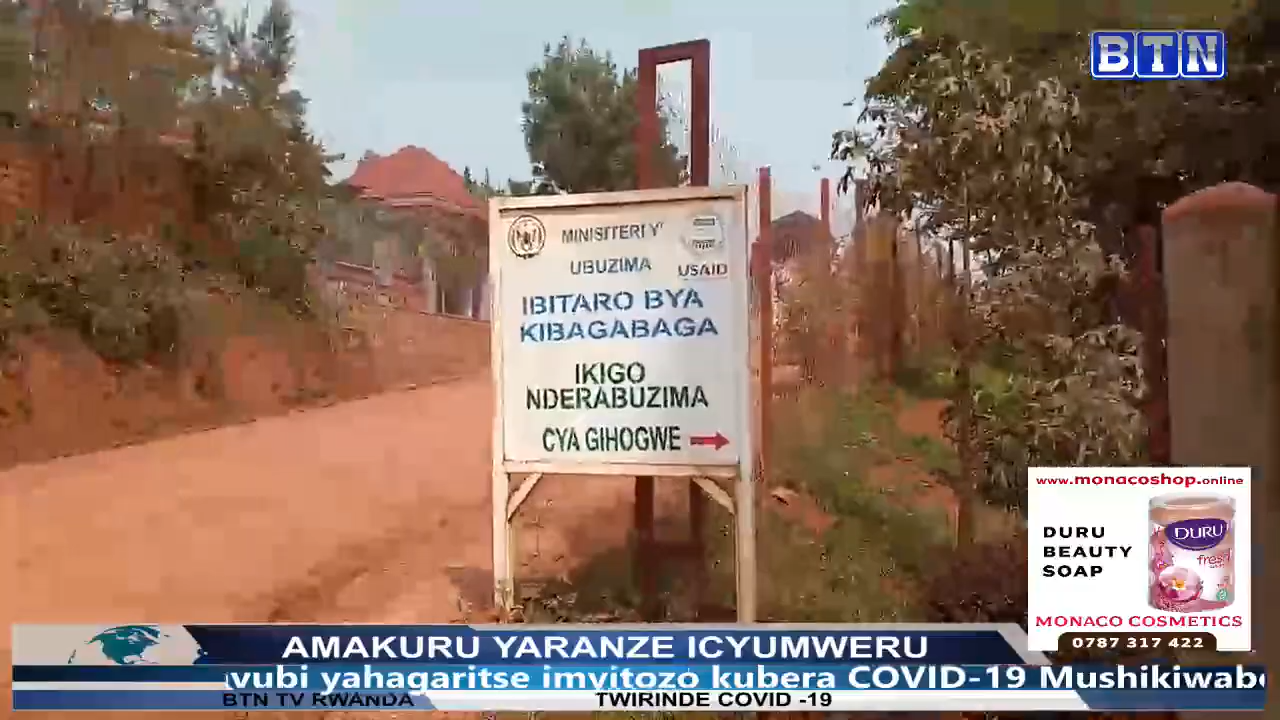 BTN
MINISITERI Y'
UBUZIMA
USAID
IBITARO BYA
KIBAGABAGA
IKIGO
NDERABUZIMA
CYA GIHOGWE
www.monacoshop.online
DURU
BEAUTY
SOAP
DURU
fresh
MONACO COSMETICS
0787 317 422
AMAKURU YARANZE ICYUMWERU
vubi yahagaritse imyitozo kubera COVID-19 Mushikiwabo
BTN TV RWANDA
TWIRINDE COVID -19